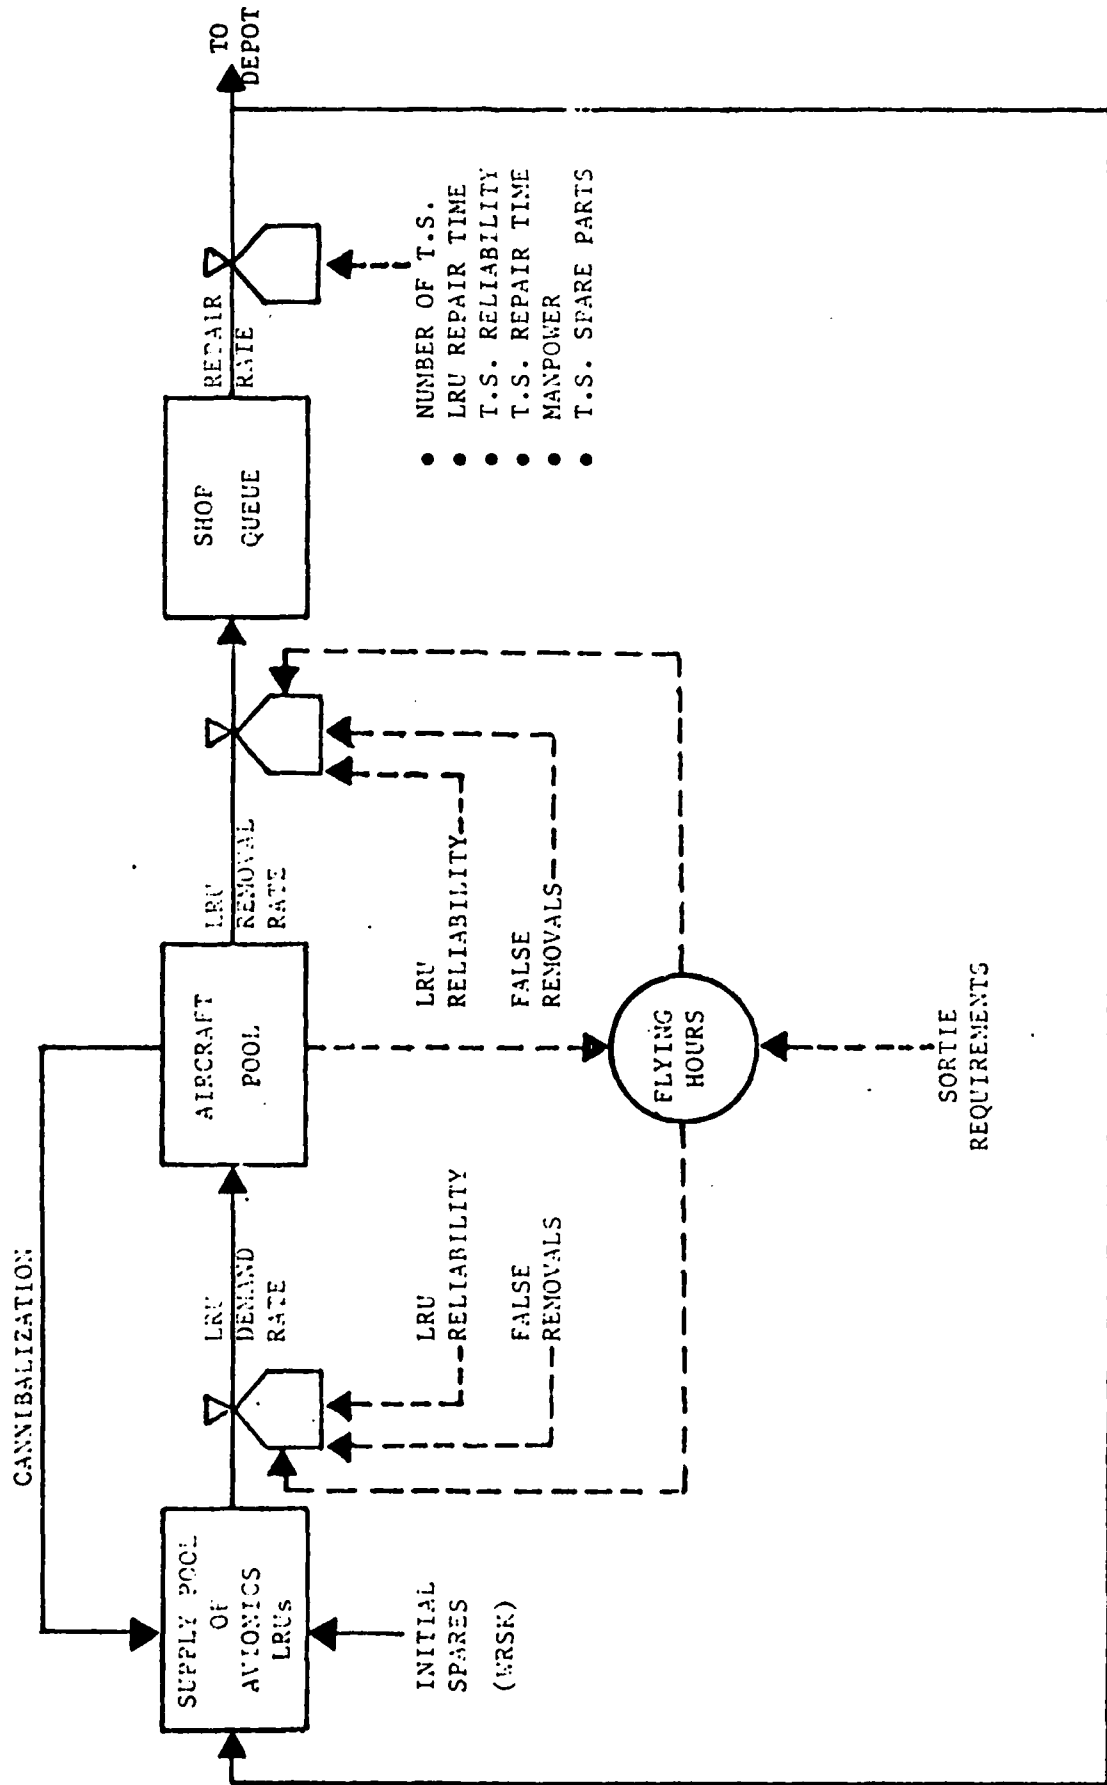 CANNIBALIZATION
SUPPLY POOL
OF
AVIONICS
LRUs
INITIAL
SPARES
(WRSK)
LRU
DEMAND
RATE
LRU
RELIABILITY
FALSE
REMOVALS
AIRCRAFT
POOL
FLYING
HOURS
SORTIE
REQUIREMENTS
LRU
REMOVAL
RATE
LRU
RELIABILITY
FALSE
REMOVALS
SHOP
QUEUE
REPAIR
RATE
• NUMBER OF T.S.
• LRU REPAIR TIME
• T.S. RELIABILITY
• T.S. REPAIR TIME
• MANPOWER
• T.S. SPARE PARTS
TO
DEPOT